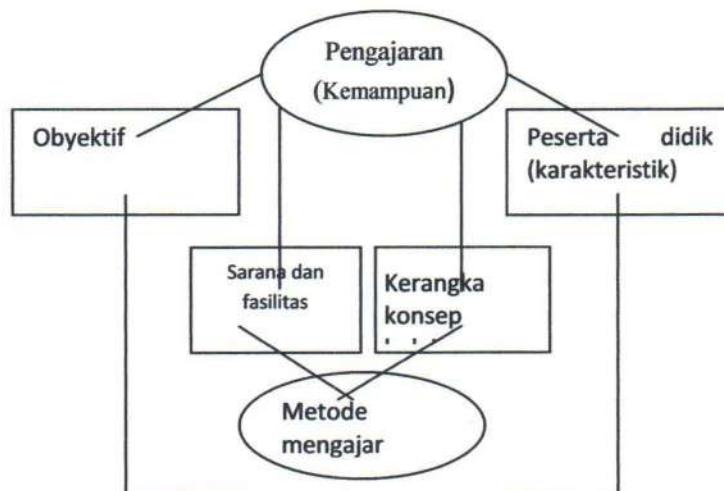 Pengajaran
(Kemampuan)
Obyektif
Peserta didik
(karakteristik)
Sarana dan
fasilitas
Kerangka
konsep
Metode
mengajar